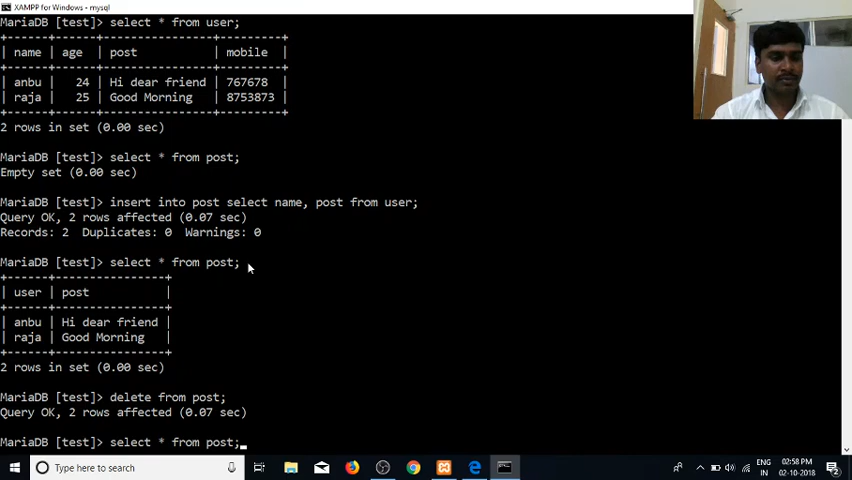 XAMPP for Windows - mysql
MariaDB [test]> select * from user;
+------+------+----------------+---------+
| name | age  | post           | mobile  |
+------+------+----------------+---------+
| anbu |   24 | Hi dear friend | 767678  |
| raja |   25 | Good Morning   | 8753873 |
+------+------+----------------+---------+
2 rows in set (0.00 sec)
MariaDB [test]> select * from post;
Empty set (0.00 sec)
MariaDB [test]> insert into post select name, post from user;
Query OK, 2 rows affected (0.07 sec)
Records: 2  Duplicates: 0  Warnings: 0
MariaDB [test]> select * from post;
+------+----------------+
| user | post           |
+------+----------------+
| anbu | Hi dear friend |
| raja | Good Morning   |
+------+----------------+
2 rows in set (0.00 sec)
MariaDB [test]> delete from post;
Query OK, 2 rows affected (0.07 sec)
MariaDB [test]> select * from post;
Type here to search
ENG
IN
02:58 PM
02-10-2018
2